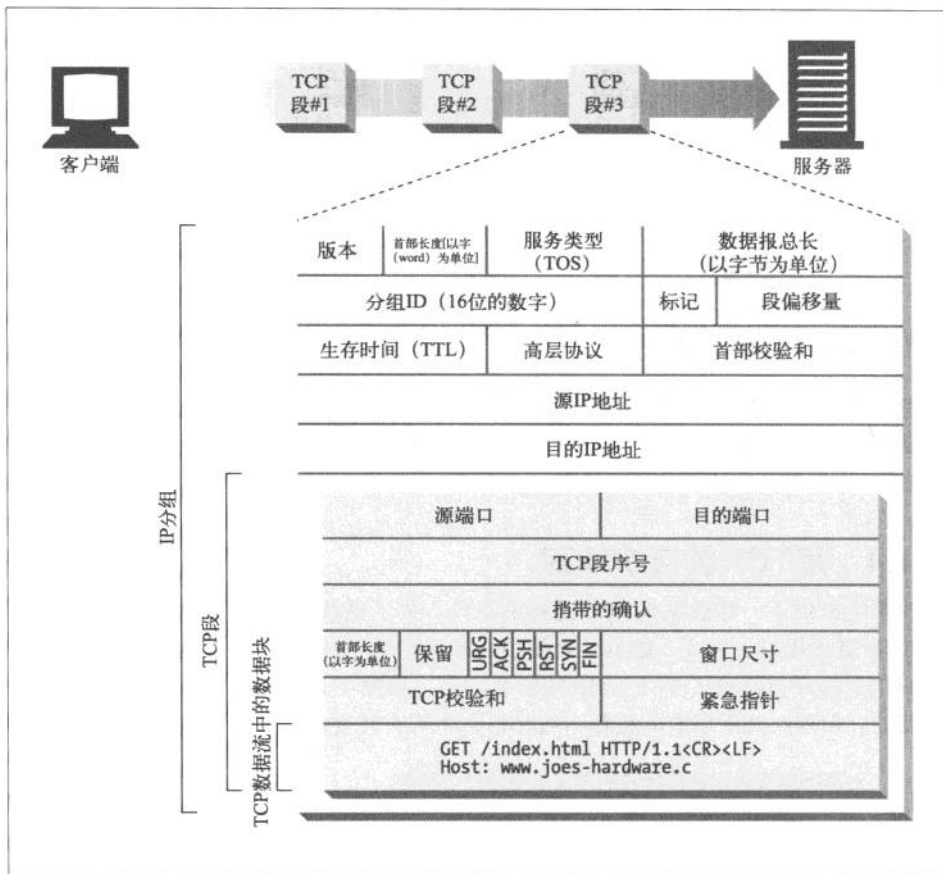 TCP
段#1
TCP
段#2
TCP
段#3
客户端
服务器
版本
首部长度[以字
(word)为单位]
服务类型
(TOS)
数据报总长
(以字节为单位)
分组ID(16位的数字)
标记
段偏移量
生存时间(TTL)
高层协议
首部校验和
源IP地址
目的IP地址
源端口
目的端口
TCP段序号
捎带的确认
首部长度
(以字为单位)
保留
URG
ACK
PSH
RST
SYN
FIN
窗口尺寸
TCP校验和
紧急指针
GET /index.html HTTP/1.1<CR><LF>
Host: www.joes-hardware.c
IP分组
TCP段
TCP数据流中的数据块